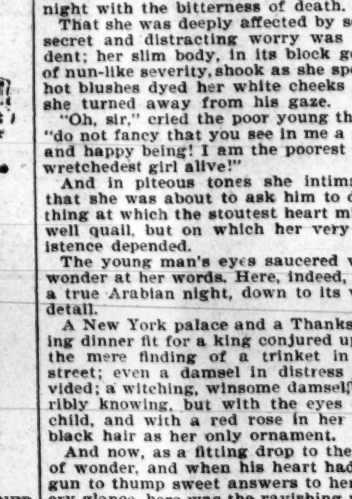 night with the bitterness of death.
That she was deeply affected by
secret and distracting worry was
dent; her slim body, in its block
of nun-like severity, shook as she
hot blushes dyed her white cheeks
she turned away from his gaze.
"Oh, sir," cried the poor young
"do not fancy that you see in me a
and happy being! I am the poorest
wretchedest girl alive!"
And in piteous tones she
that she was about to ask him to
thing at which the stoutest heart
well quail, but on which her very
istence depended.
The young man's eyes saucered
wonder at her words. Here, indeed,
a true Arabian night, down to its
detail.
A New York palace and a Thanks
ing dinner fit for a king conjured
the mere finding of a trinket in
street; even a damsel in distress
vided; a witching, winsome damsel,
ribly knowing, but with the eyes
child, and with a red rose in her
black hair as her only ornament.
And now, as a fitting drop to the
of wonder, and when his heart had
gun to thump sweet answers to her
ery glance, here was the ravishing